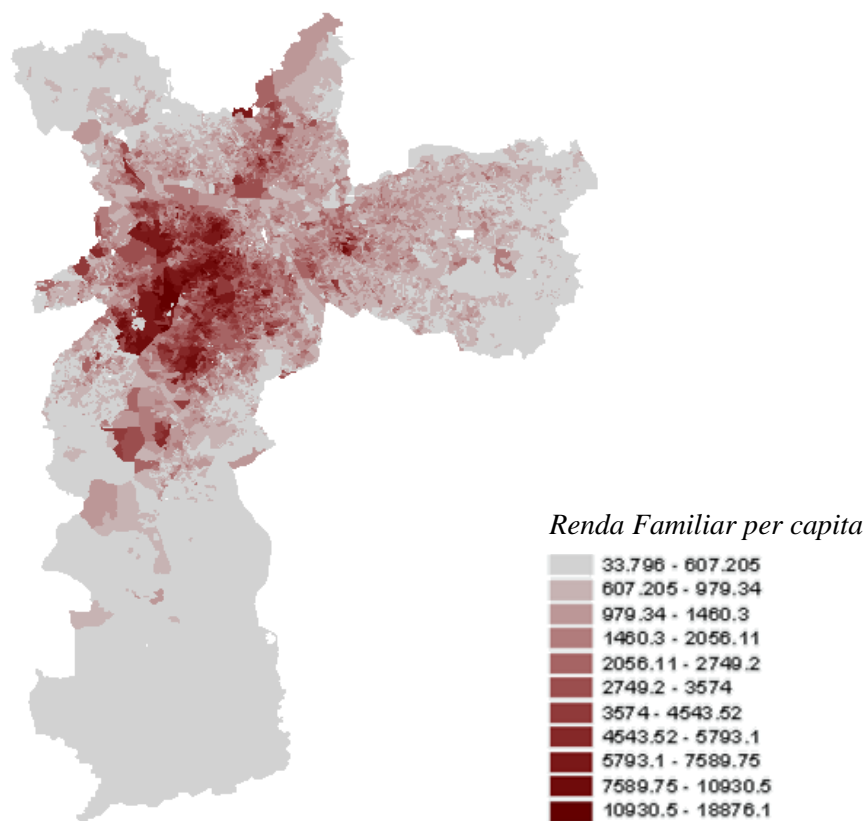 Renda Familiar per capita
33.796 - 607.205
607.205 - 979.34
979.34 - 1460.3
1460.3 - 2056.11
2056.11 - 2749.2
2749.2 - 3574
3574 - 4543.52
4543.52 - 5793.1
5793.1 - 7589.75
7589.75 - 10930.5
10930.5 - 18876.1